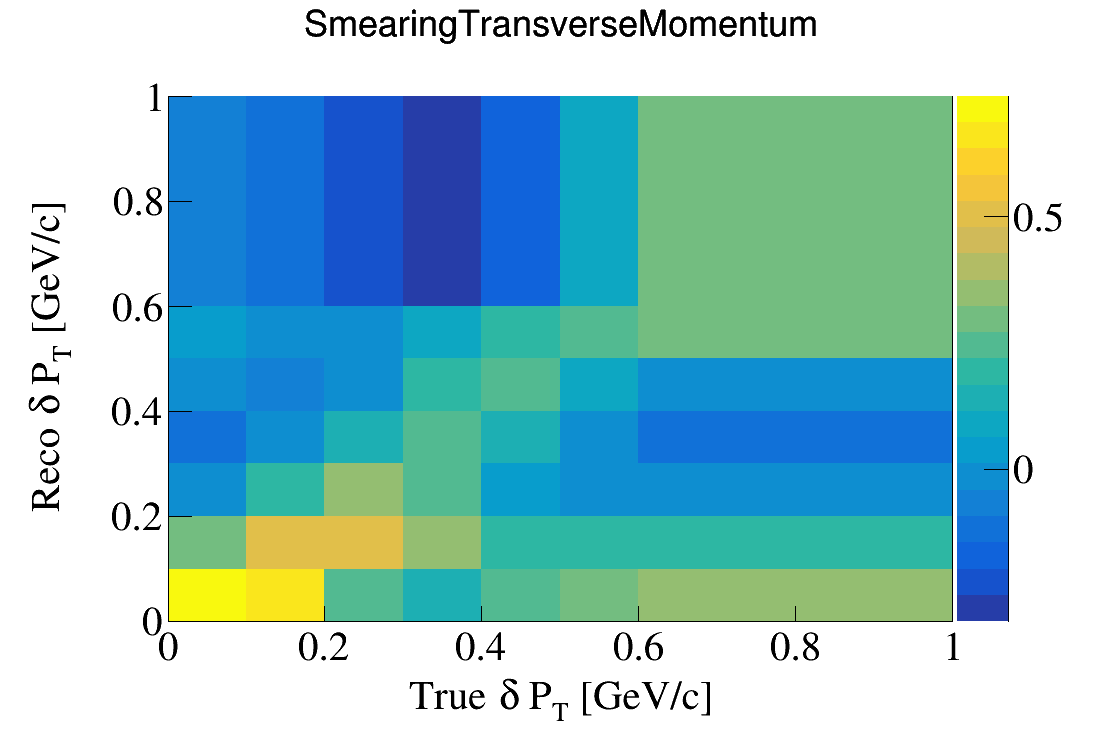 SmearingTransverseMomentum
Reco δ P_T [GeV/c]
1
0.8
0.6
0.4
0.2
0
0 0.2 0.4 0.6 0.8 1
True δ P_T [GeV/c]
0.5
0